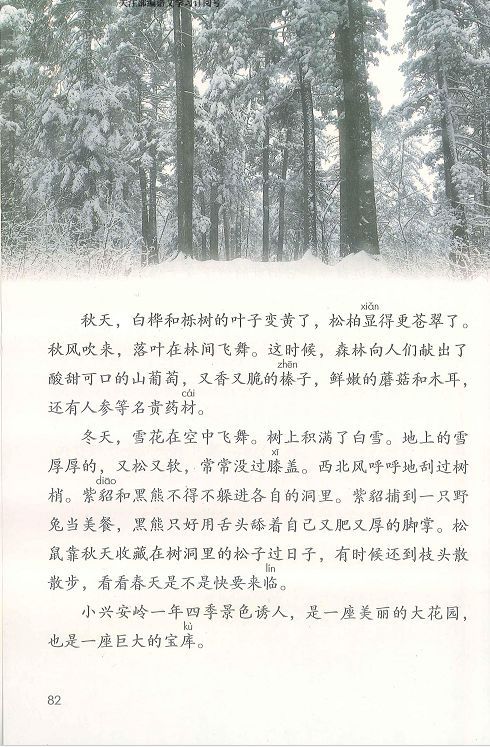 天津部编语文学习订阅号
xiǎn
秋天，白桦和栎树的叶子变黄了，松柏显得更苍翠了。
秋风吹来，落叶在林间飞舞。这时候，森林向人们献出了
zhēn
酸甜可口的山葡萄，又香又脆的榛子，鲜嫩的蘑菇和木耳，
cái
还有人参等名贵药材。
冬天，雪花在空中飞舞。树上积满了白雪。地上的雪
xī
厚厚的，又松又软，常常没过膝盖。西北风呼呼地刮过树
diāo
梢。紫貂和黑熊不得不躲进各自的洞里。紫貂捕到一只野
兔当美餐，黑熊只好用舌头舔着自己又肥又厚的脚掌。松
鼠靠秋天收藏在树洞里的松子过日子，有时候还到枝头散
lín
散步，看看春天是不是快要来临。
小兴安岭一年四季景色诱人，是一座美丽的大花园，
kù
也是一座巨大的宝库。
82